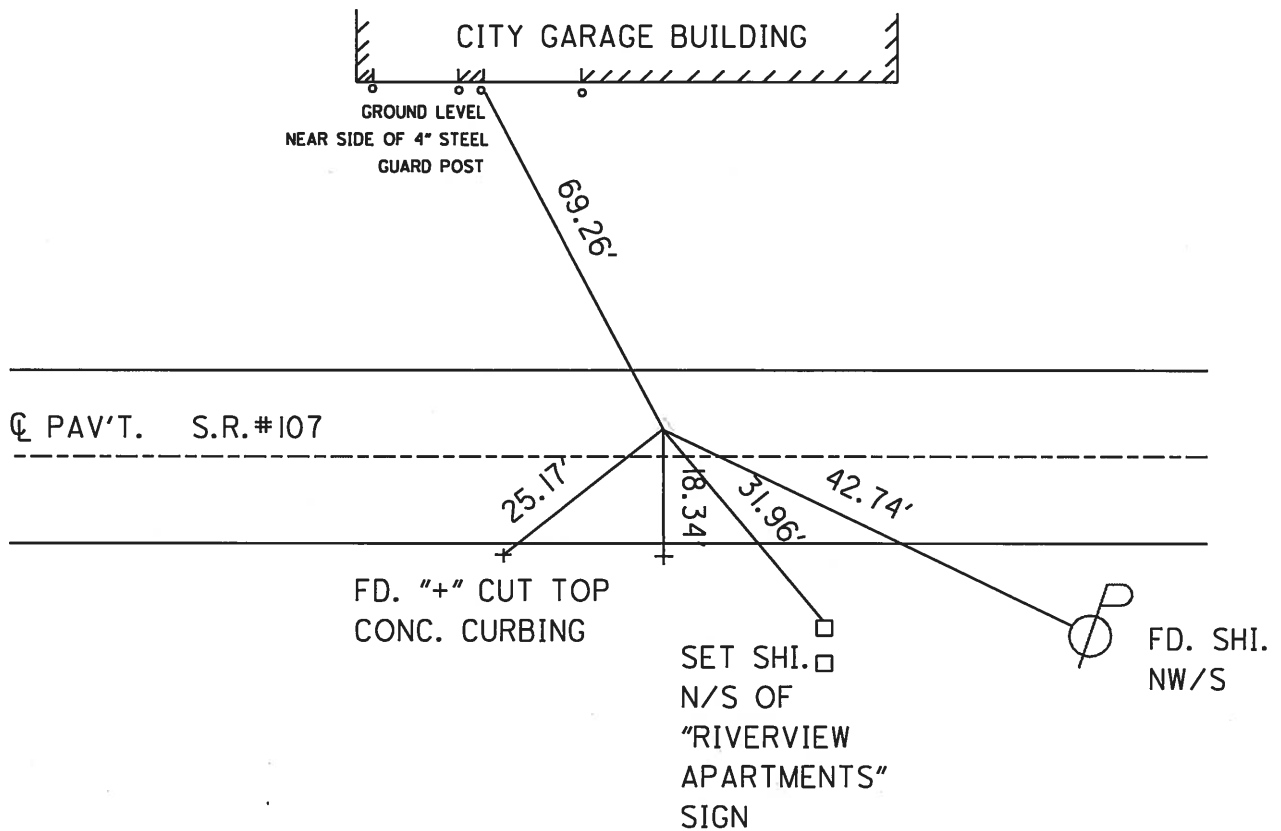 CITY GARAGE BUILDING
GROUND LEVEL
NEAR SIDE OF 4" STEEL
GUARD POST
69.26'
℄ PAV'T. S.R.#107
25.17'
18.34'
31.96'
42.74'
FD. "+" CUT TOP
CONC. CURBING
SET SHI.
N/S OF
"RIVERVIEW
APARTMENTS"
SIGN
FD. SHI.
NW/S